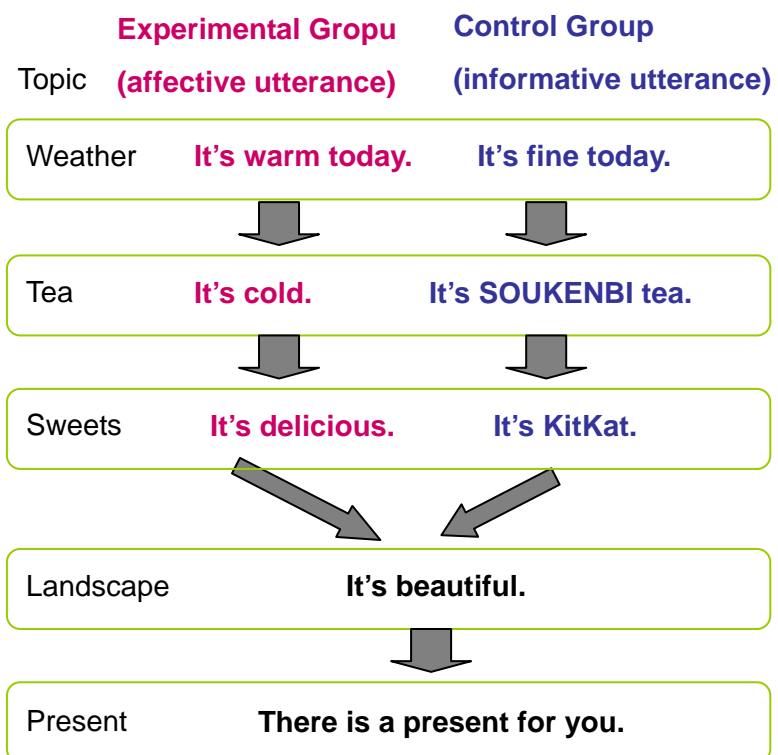 Experimental Gropu Control Group
Topic (affective utterance) (informative utterance)
Weather It's warm today. It's fine today.
Tea It's cold. It's SOUKENBI tea.
Sweets It's delicious. It's KitKat.
Landscape It's beautiful.
Present There is a present for you.